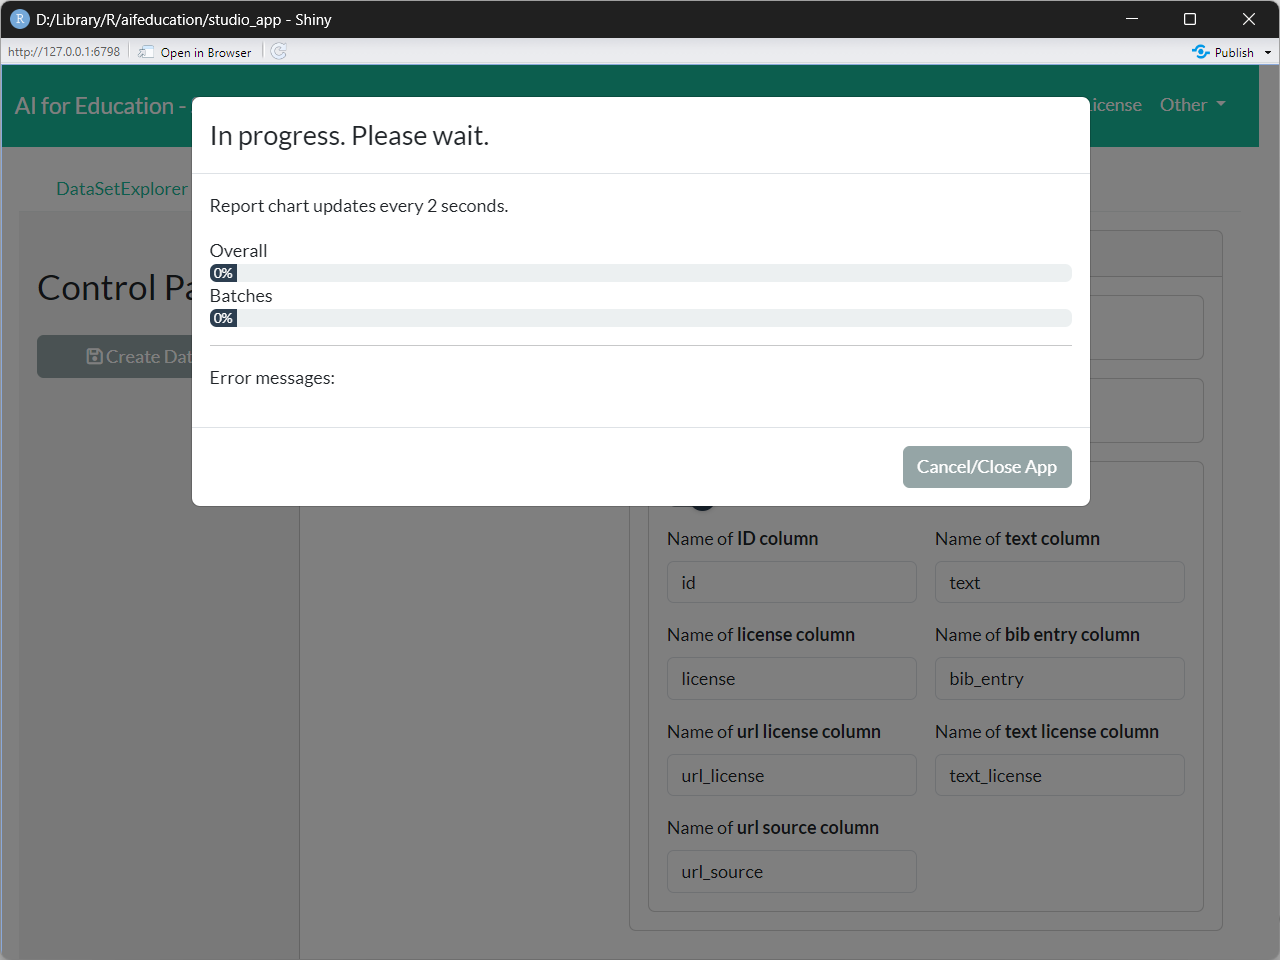 D:/Library/R/aifeducation/studio_app - Shiny
http://127.0.0.1:6798
Open in Browser
Publish
AI for Education -
Other
DataSetExplorer
In progress. Please wait.
Report chart updates every 2 seconds.
Overall
0%
Batches
0%
Error messages:
Cancel/Close App
Control
Create
Name of ID column
Name of text column
id
text
Name of license column
Name of bib entry column
license
bib_entry
Name of url license column
Name of text license column
url_license
text_license
Name of url source column
url_source